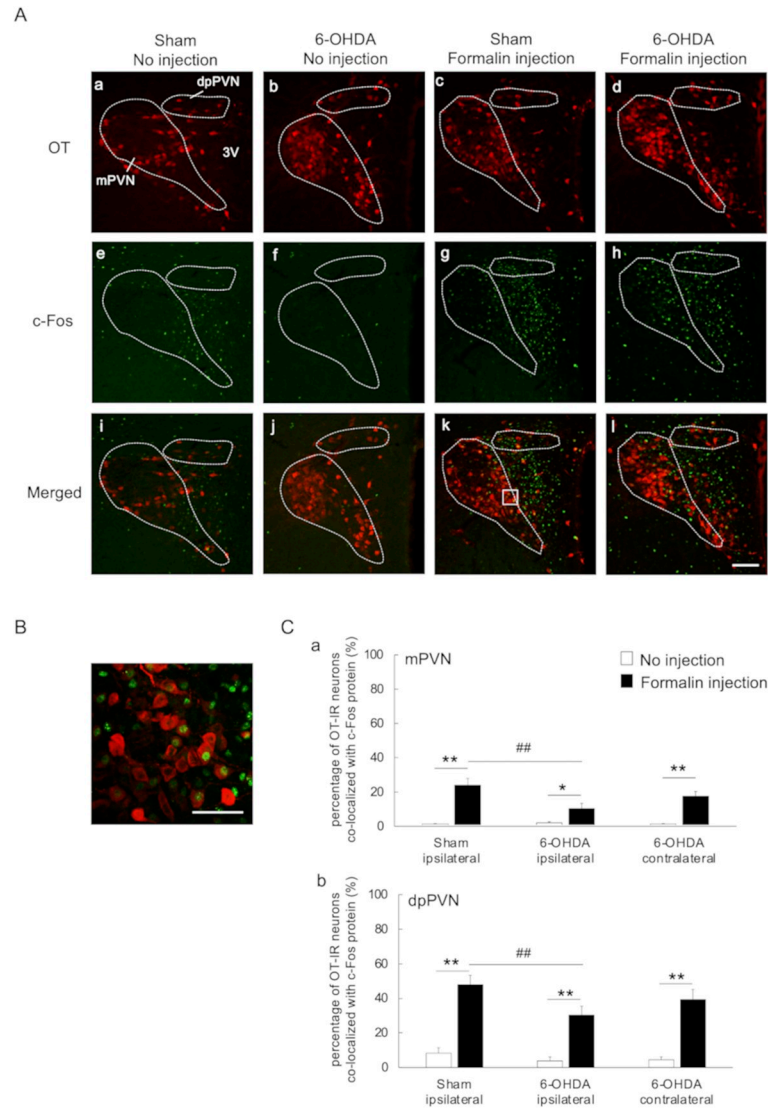 A
Sham
No injection
6-OHDA
No injection
Sham
Formalin injection
6-OHDA
Formalin injection
OT
a
dpPVN
3V
mPVN
b
c
d
c-Fos
e
f
g
h
Merged
i
j
k
l
B
C
a
percentage of OT-IR neurons
co-localized with c-Fos protein (%)
100
80
60
40
20
0
mPVN
No injection
Formalin injection
**
##
*
**
Sham
ipsilateral
6-OHDA
ipsilateral
6-OHDA
contralateral
b
percentage of OT-IR neurons
co-localized with c-Fos protein (%)
100
80
60
40
20
0
dpPVN
**
##
**
**
Sham
ipsilateral
6-OHDA
ipsilateral
6-OHDA
contralateral